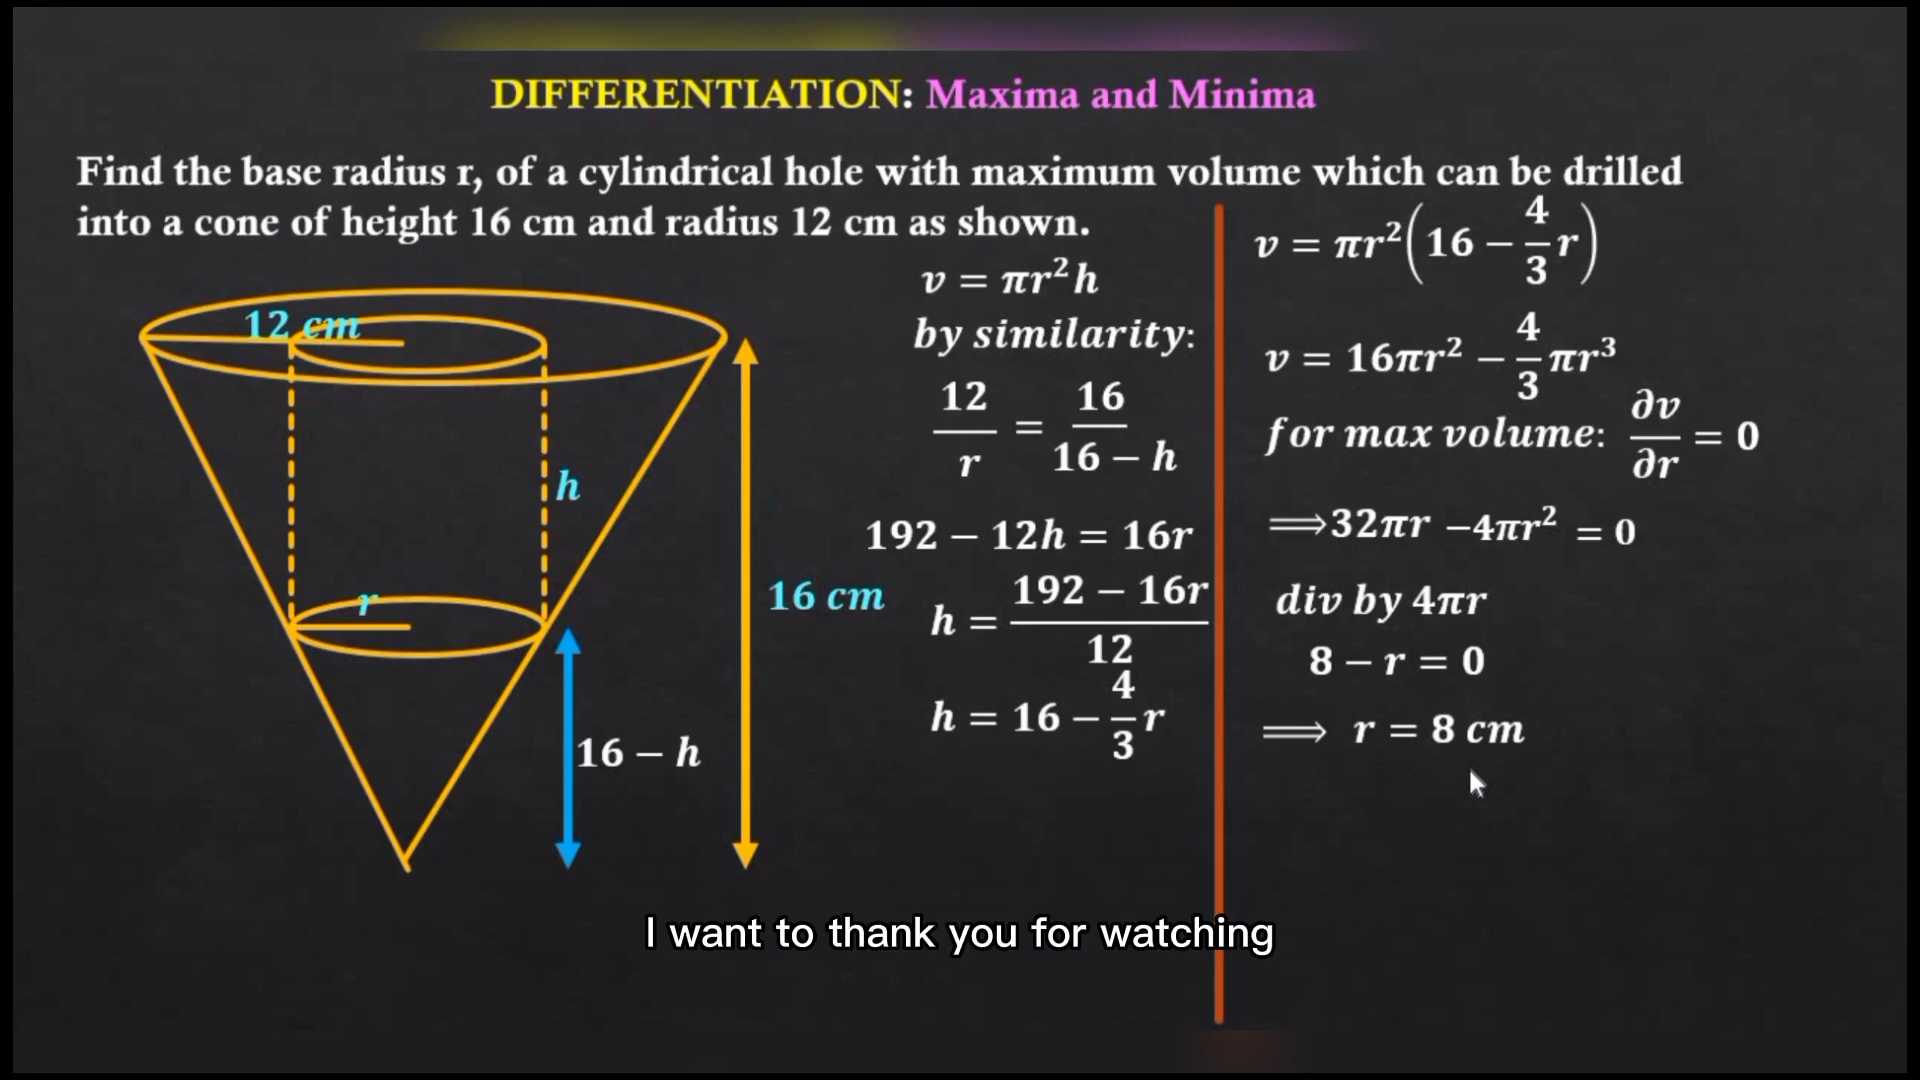 DIFFERENTIATION: Maxima and Minima
Find the base radius r, of a cylindrical hole with maximum volume which can be drilled
into a cone of height 16 cm and radius 12 cm as shown.
12 cm
h
r
16 cm
16 − h
v = πr²h
by similarity:
12/r = 16/(16 − h)
192 − 12h = 16r
h = (192 − 16r)/12
h = 16 − 4/3 r
v = πr²(16 − 4/3 r)
v = 16πr² − 4/3 πr³
for max volume: ∂v/∂r = 0
⟹32πr −4πr² = 0
div by 4πr
8 − r = 0
⟹ r = 8 cm
I want to thank you for watching